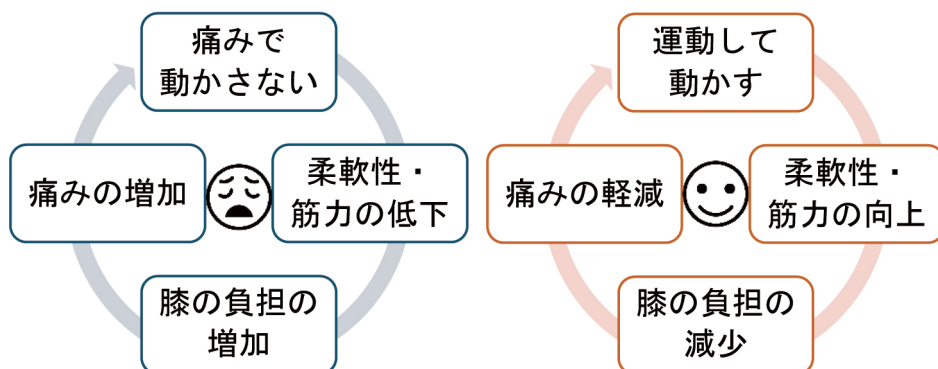 痛みで
動かさない
柔軟性・
筋力の低下
膝の負担の
増加
痛みの増加
運動して
動かす
柔軟性・
筋力の向上
膝の負担の
減少
痛みの軽減